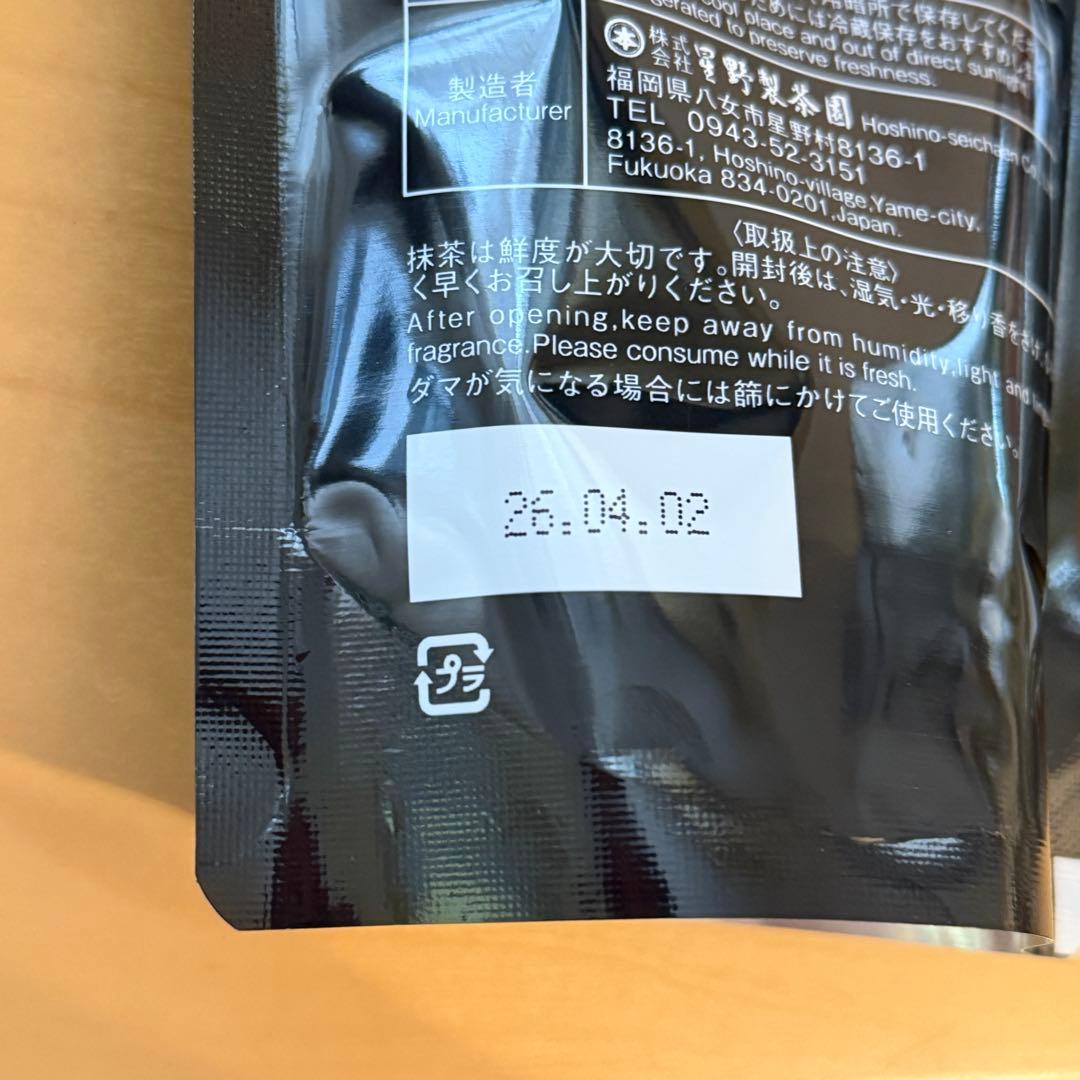 冷暗所で保存してくだ
ためには冷蔵保存をおすすめし
cool place and out of direct sunlight
gerated to preserve freshness.
製造者
Manufacturer
本 株式会社 星野製茶園 Hoshino-seichaen Co.
福岡県八女市星野村8136-1
TEL 0943-52-3151
8136-1, Hoshino-village,Yame-city,
Fukuoka 834-0201,Japan.
〈取扱上の注意〉
抹茶は鮮度が大切です。開封後は、湿気・光・移り香をさけ、
く早くお召し上がりください。
After opening,keep away from humidity,light and
fragrance.Please consume while it is fresh.
ダマが気になる場合には篩にかけてご使用ください。
26.04.02
プラ